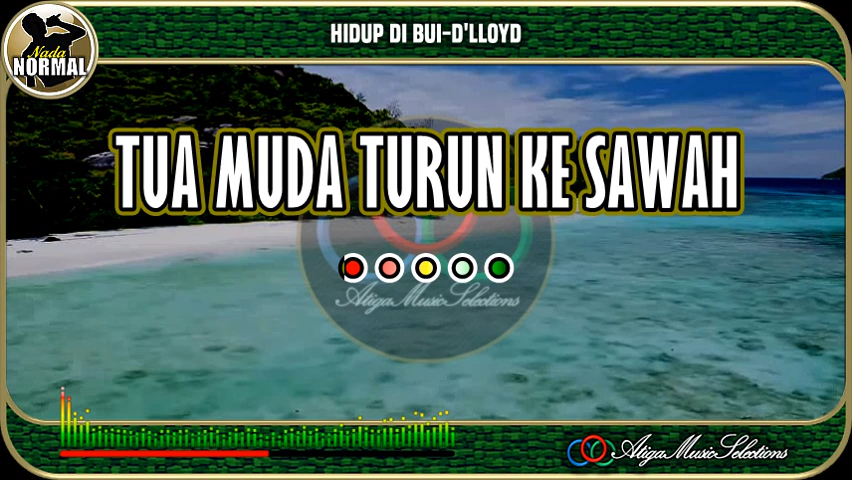 HIDUP DI BUI-D'LLOYD
Nada
NORMAL
TUA MUDA TURUN KE SAWAH
AtigaMusicSelections
AtigaMusicSelections